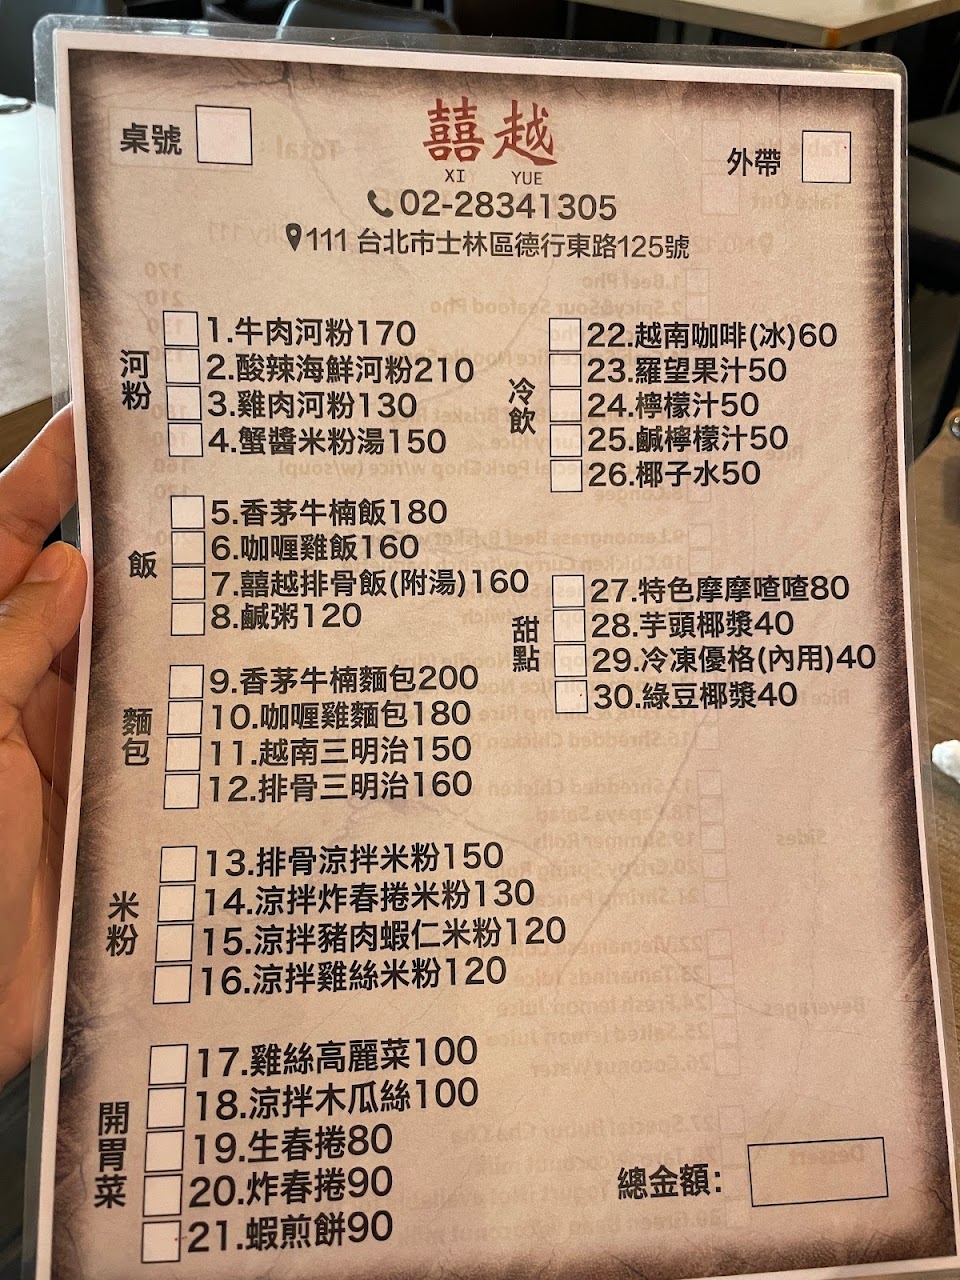 桌號
囍越
XI YUE
外帶
02-28341305
111 台北市士林區德行東路125號
河粉
1.牛肉河粉170
2.酸辣海鮮河粉210
3.雞肉河粉130
4.蟹醬米粉湯150
飯
5.香茅牛楠飯180
6.咖喱雞飯160
7.囍越排骨飯(附湯)160
8.鹹粥120
麵包
9.香茅牛楠麵包200
10.咖喱雞麵包180
11.越南三明治150
12.排骨三明治160
米粉
13.排骨涼拌米粉150
14.涼拌炸春捲米粉130
15.涼拌豬肉蝦仁米粉120
16.涼拌雞絲米粉120
開胃菜
17.雞絲高麗菜100
18.涼拌木瓜絲100
19.生春捲80
20.炸春捲90
21.蝦煎餅90
冷飲
22.越南咖啡(冰)60
23.羅望果汁50
24.檸檬汁50
25.鹹檸檬汁50
26.椰子水50
甜點
27.特色摩摩喳喳80
28.芋頭椰漿40
29.冷凍優格(內用)40
30.綠豆椰漿40
總金額: